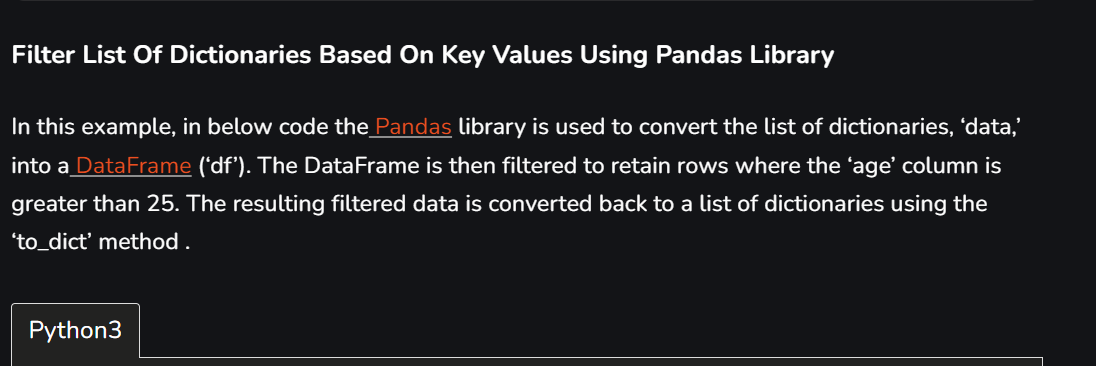 Filter List Of Dictionaries Based On Key Values Using Pandas Library
In this example, in below code the Pandas library is used to convert the list of dictionaries, ‘data,’
into a DataFrame (‘df’). The DataFrame is then filtered to retain rows where the ‘age’ column is
greater than 25. The resulting filtered data is converted back to a list of dictionaries using the
‘to_dict’ method .
Python3